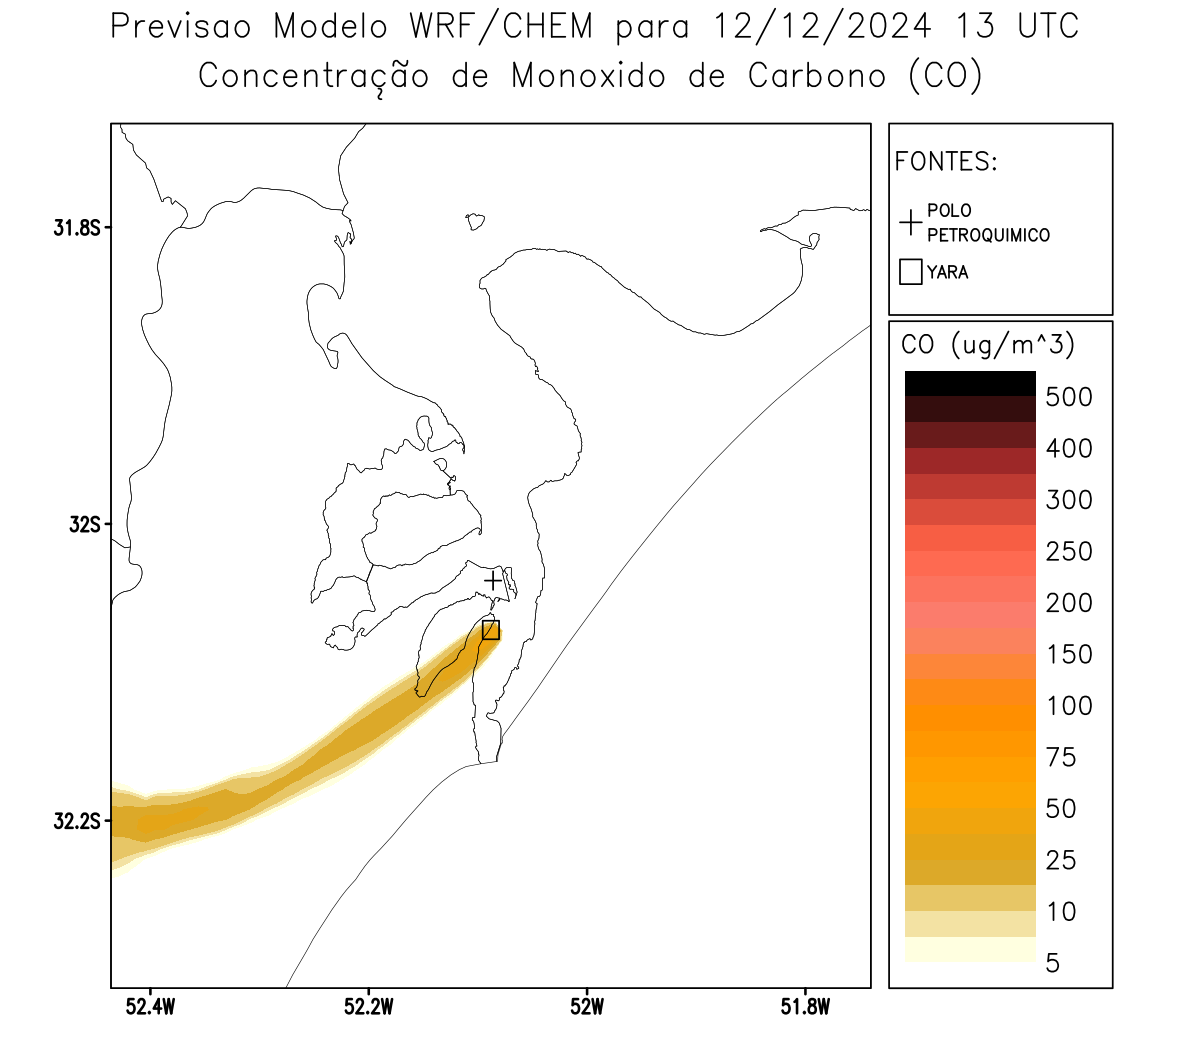 Previsao Modelo WRF/CHEM para 12/12/2024 13 UTC
Concentração de Monoxido de Carbono (CO)
FONTES:
POLO
PETROQUIMICO
YARA
31.8S
32S
32.2S
52.4W
52.2W
52W
51.8W
CO (ug/m^3)
500
400
300
250
200
150
100
75
50
25
10
5